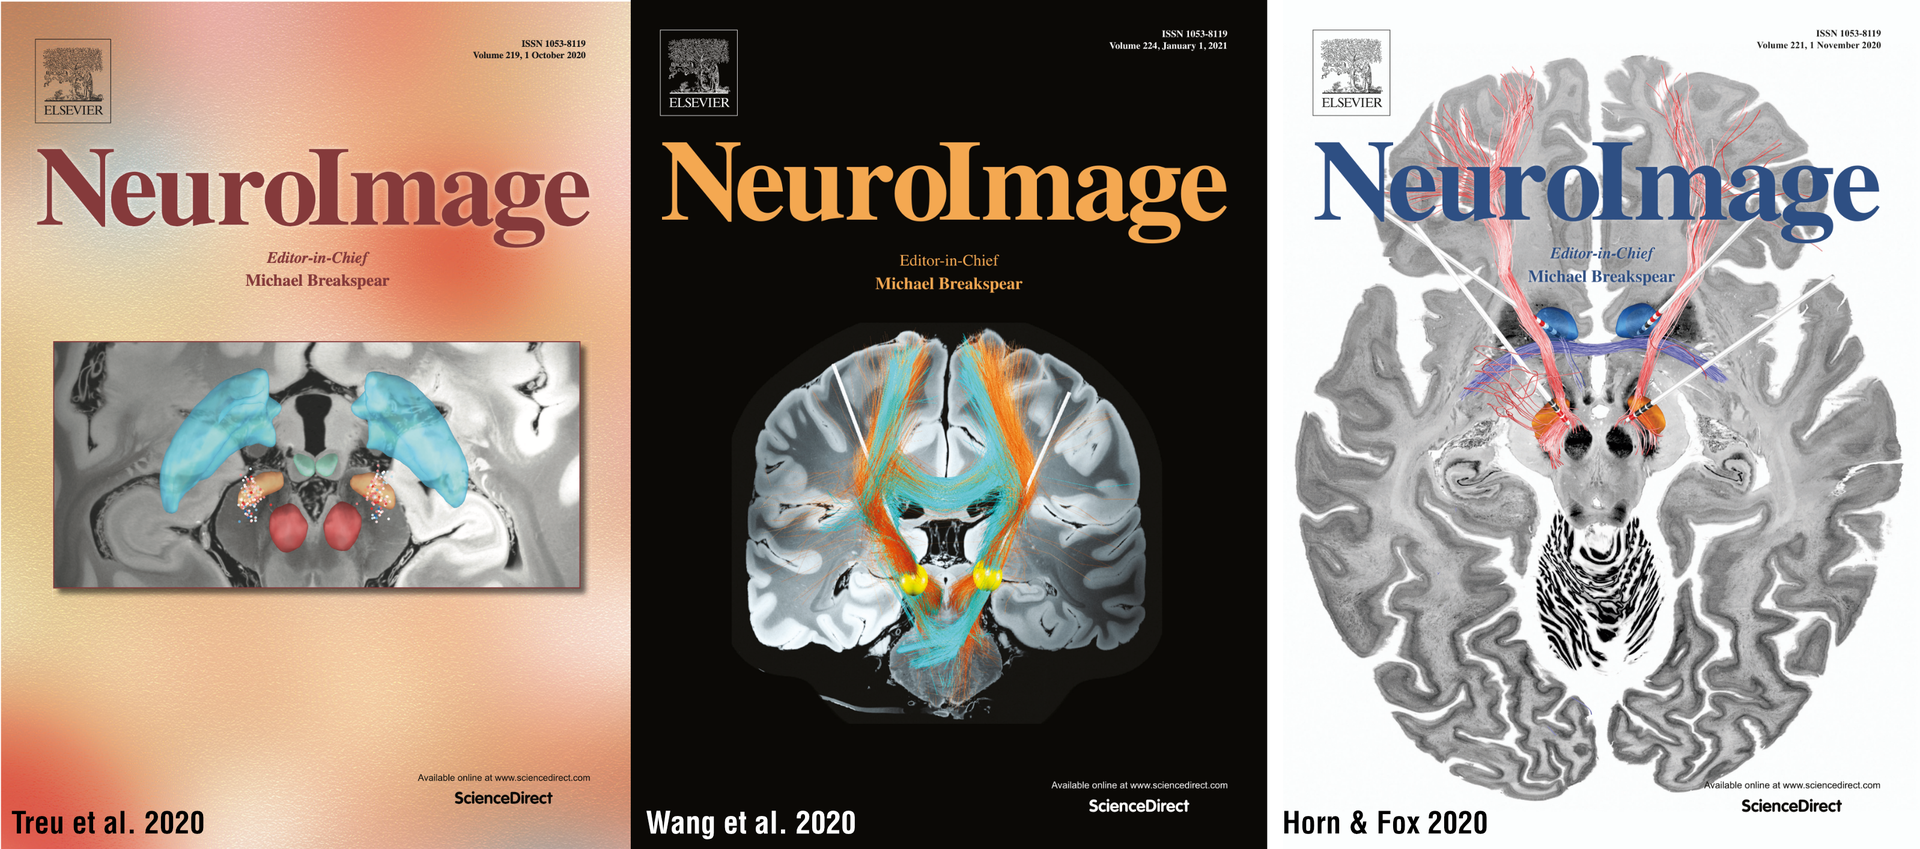 ELSEVIER
ISSN 1053-8119
Volume 219, 1 October 2020
NeuroImage
Editor-in-Chief
Michael Breakspear
Available online at www.sciencedirect.com
ScienceDirect
Treu et al. 2020
ELSEVIER
ISSN 1053-8119
Volume 224, January 1, 2021
NeuroImage
Editor-in-Chief
Michael Breakspear
Available online at www.sciencedirect.com
ScienceDirect
Wang et al. 2020
ELSEVIER
ISSN 1053-8119
Volume 221, 1 November 2020
NeuroImage
Editor-in-Chief
Michael Breakspear
Available online at www.sciencedirect.com
ScienceDirect
Horn & Fox 2020